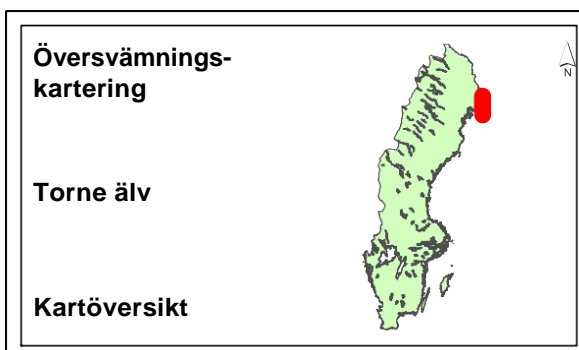 Översvämnings-
kartering
N
Torne älv
Kartöversikt